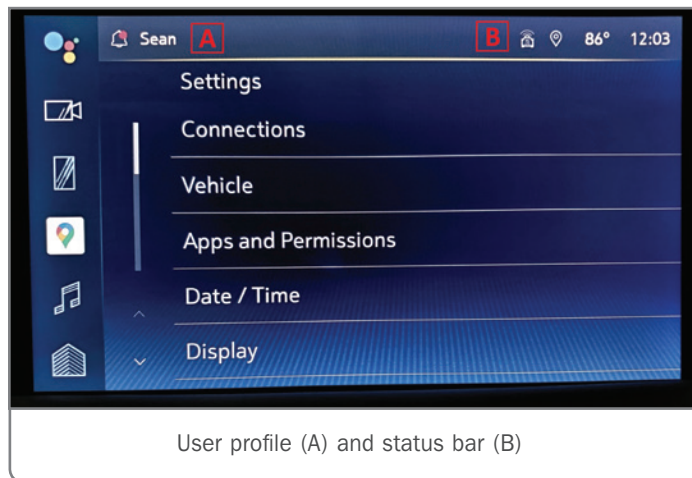 Sean A B 86° 12:03
Settings
Connections
Vehicle
Apps and Permissions
Date / Time
Display
User profile (A) and status bar (B)